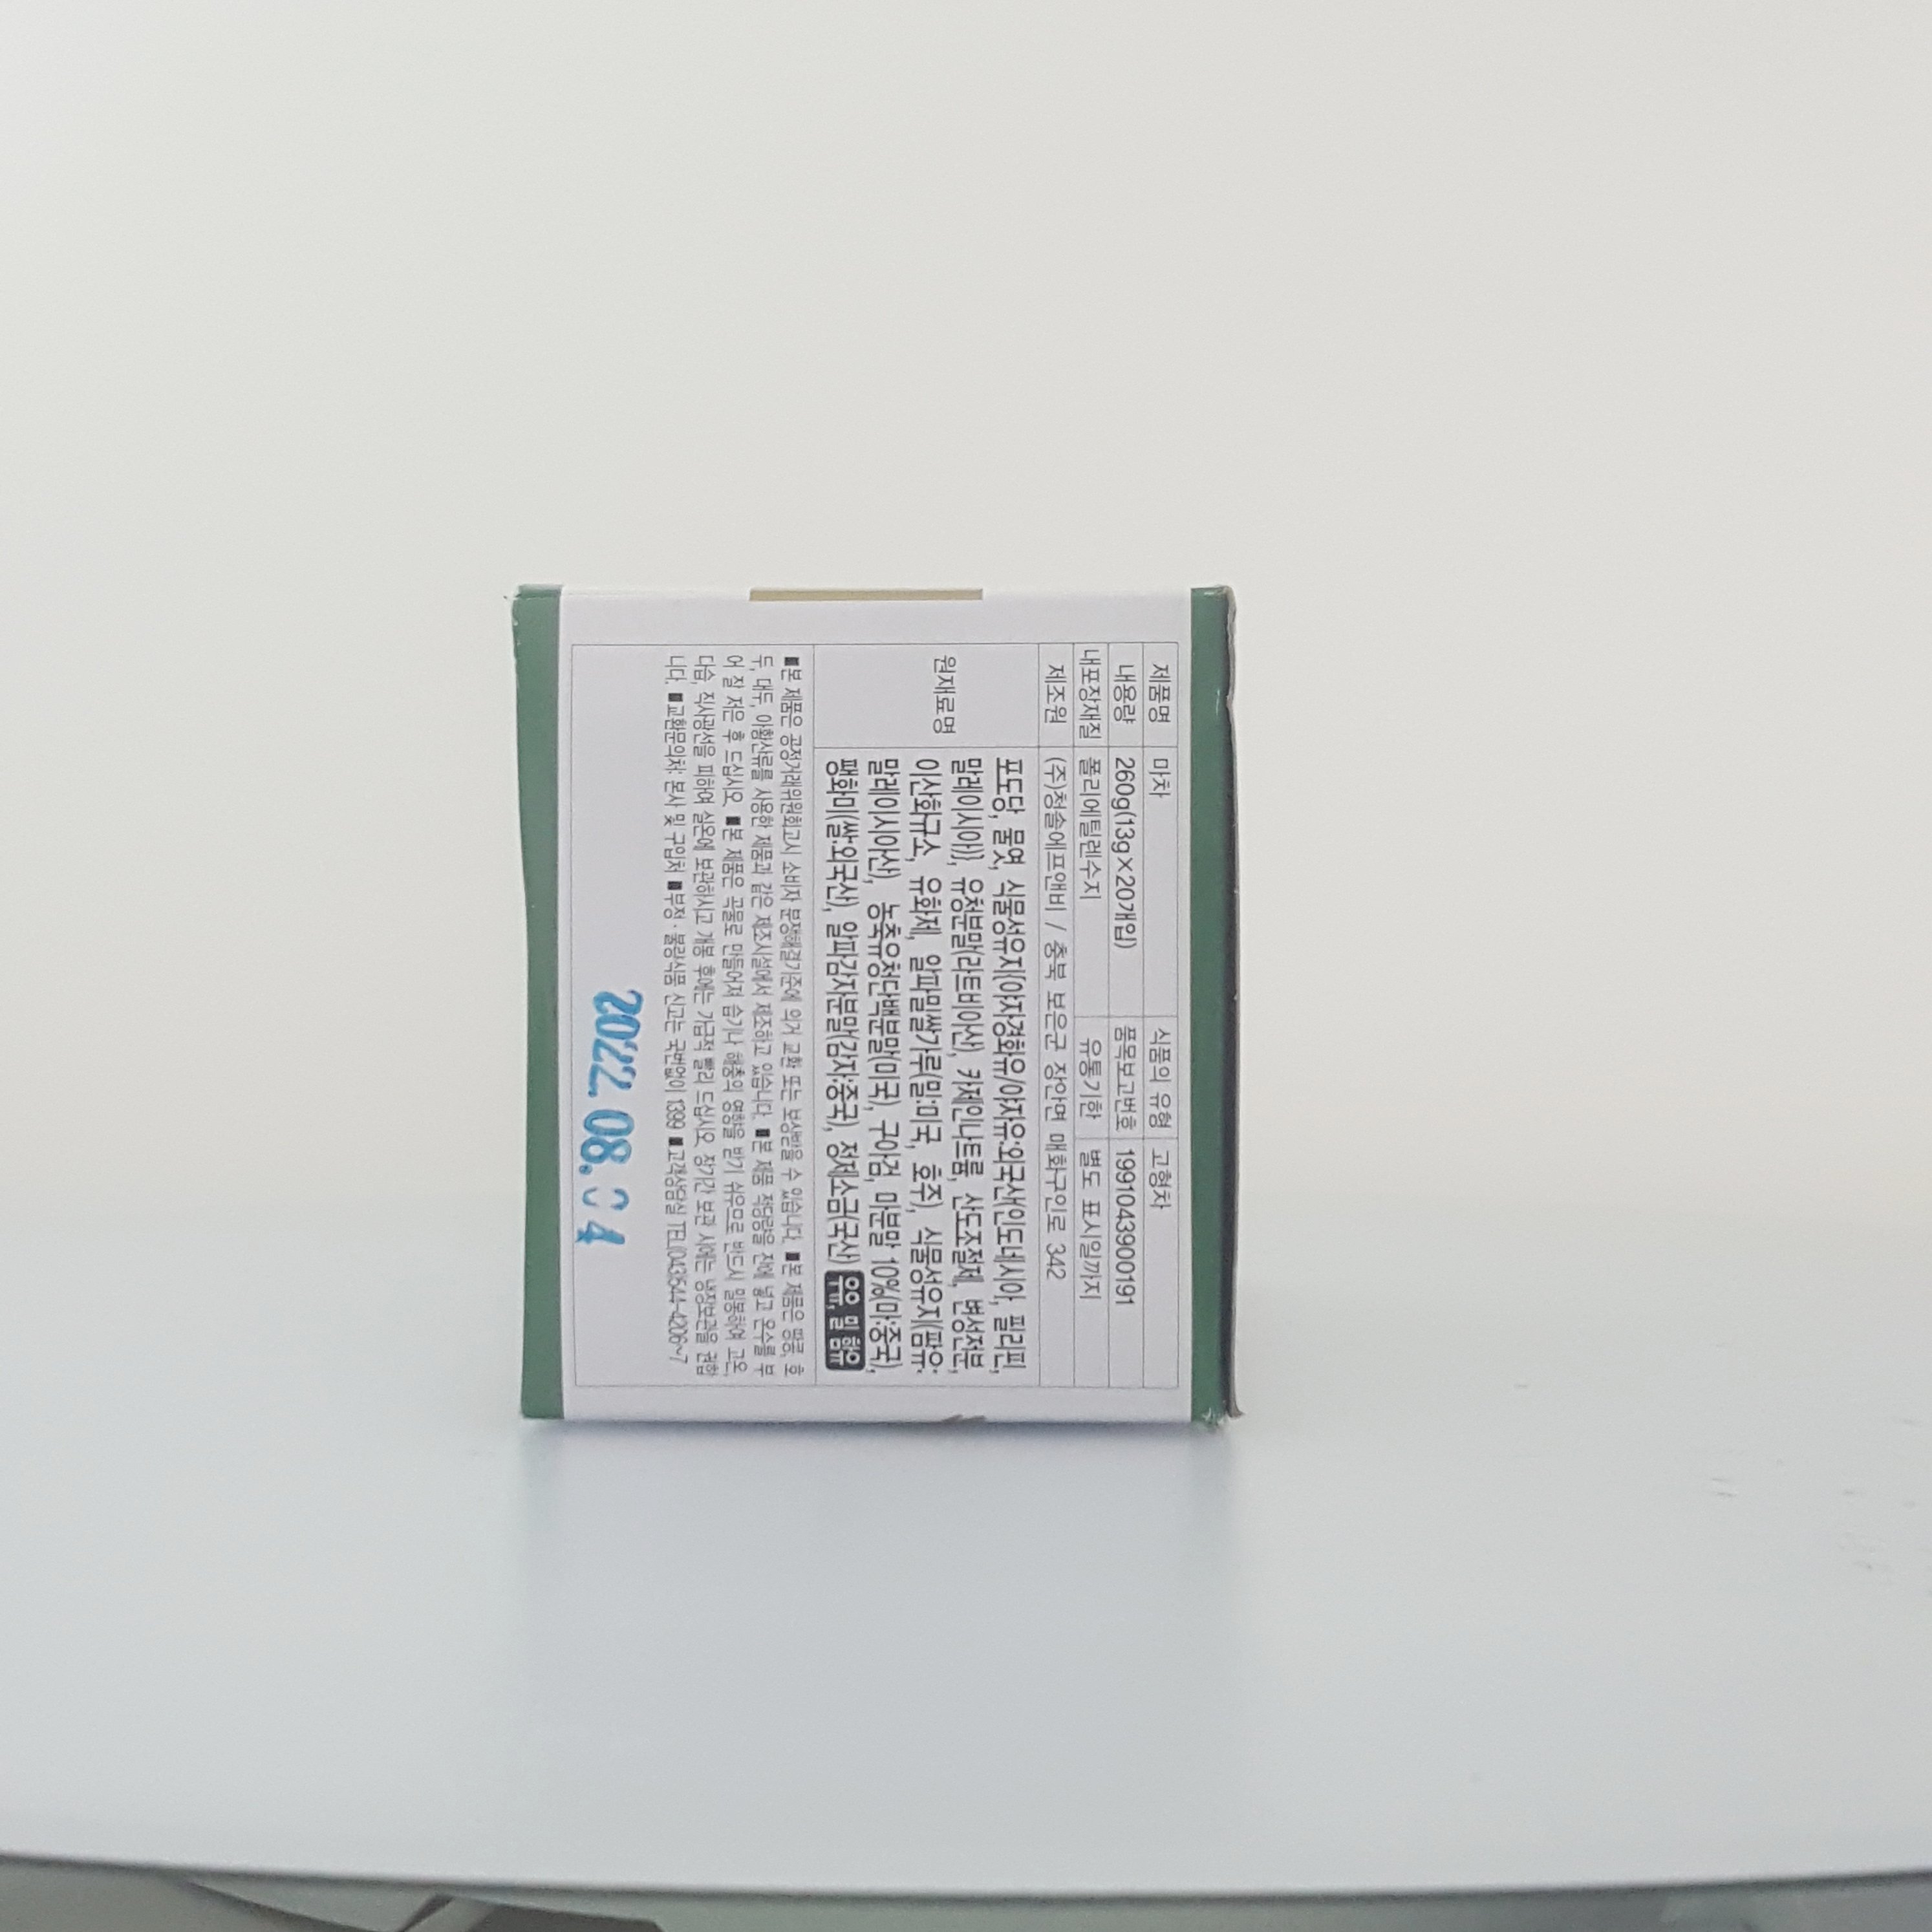 제품명 마차 식품의 유형 고형차
내용량 260g(13g×20개입) 품목보고번호 1991043900191
내포장재질 폴리에틸렌수지 유통기한 별도 표시일까지
제조원 (주)청솔에프앤비 / 충북 보은군 장안면 매화구인로 342
원재료명
포도당, 물엿, 식물성유지{야자경화유/야자유:외국산(인도네시아, 필리핀,
말레이시아)}, 유청분말(라트비아산), 카제인나트륨, 산도조절제, 변성전분,
이산화규소, 유화제, 알파밀쌀가루(밀:미국, 호주), 식물성유지(팜유:
말레이시아산), 농축유청단백분말(미국), 구아검, 마분말 10%(마:중국),
팽화미(쌀:외국산), 알파감자분말(감자:중국), 정제소금(국산) 우유, 밀 함유
■본 제품은 공정거래위원회고시 소비자 분쟁해결기준에 의거 교환 또는 보상받을 수 있습니다. ■본 제품은 땅콩, 호
두, 대두, 아황산류를 사용한 제품과 같은 제조시설에서 제조하고 있습니다. ■본 제품 적당량을 잔에 넣고 온수를 부
어 잘 저은 후 드십시오. ■본 제품은 곡물로 만들어져 습기나 해충의 영향을 받기 쉬우므로 반드시 밀봉하여 고온,
다습, 직사광선을 피하여 실온에 보관하시고 개봉 후에는 가급적 빨리 드십시오. 장기간 보관 시에는 냉장보관을 권합
니다. ■교환문의처: 본사 및 구입처 ■부정·불량식품 신고는 국번없이 1399 ■고객상담실 TEL(043)544-4206~7
2022.08.04